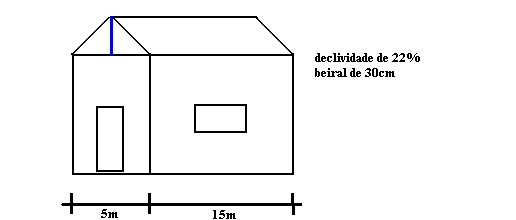 declividade de 22%
beiral de 30cm
5m
15m